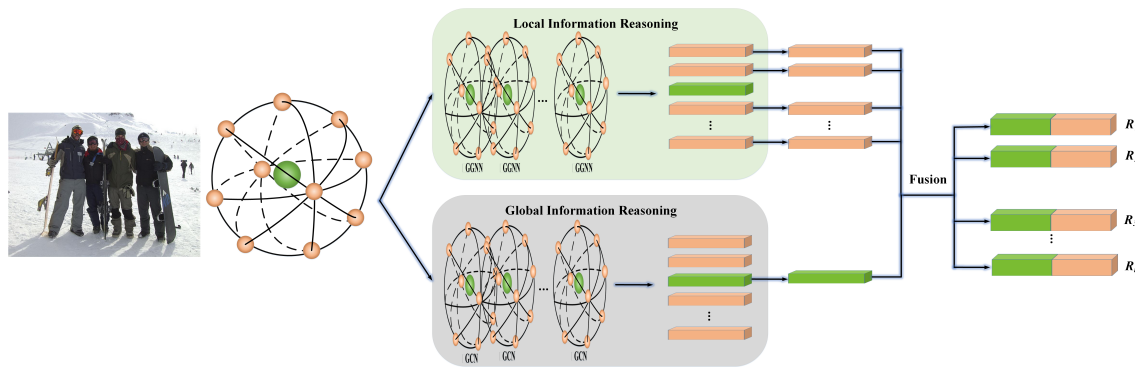 Local Information Reasoning
...
GGNN GGNN GGNN
Global Information Reasoning
...
GCN GCN GCN
Fusion
R
R
R
R